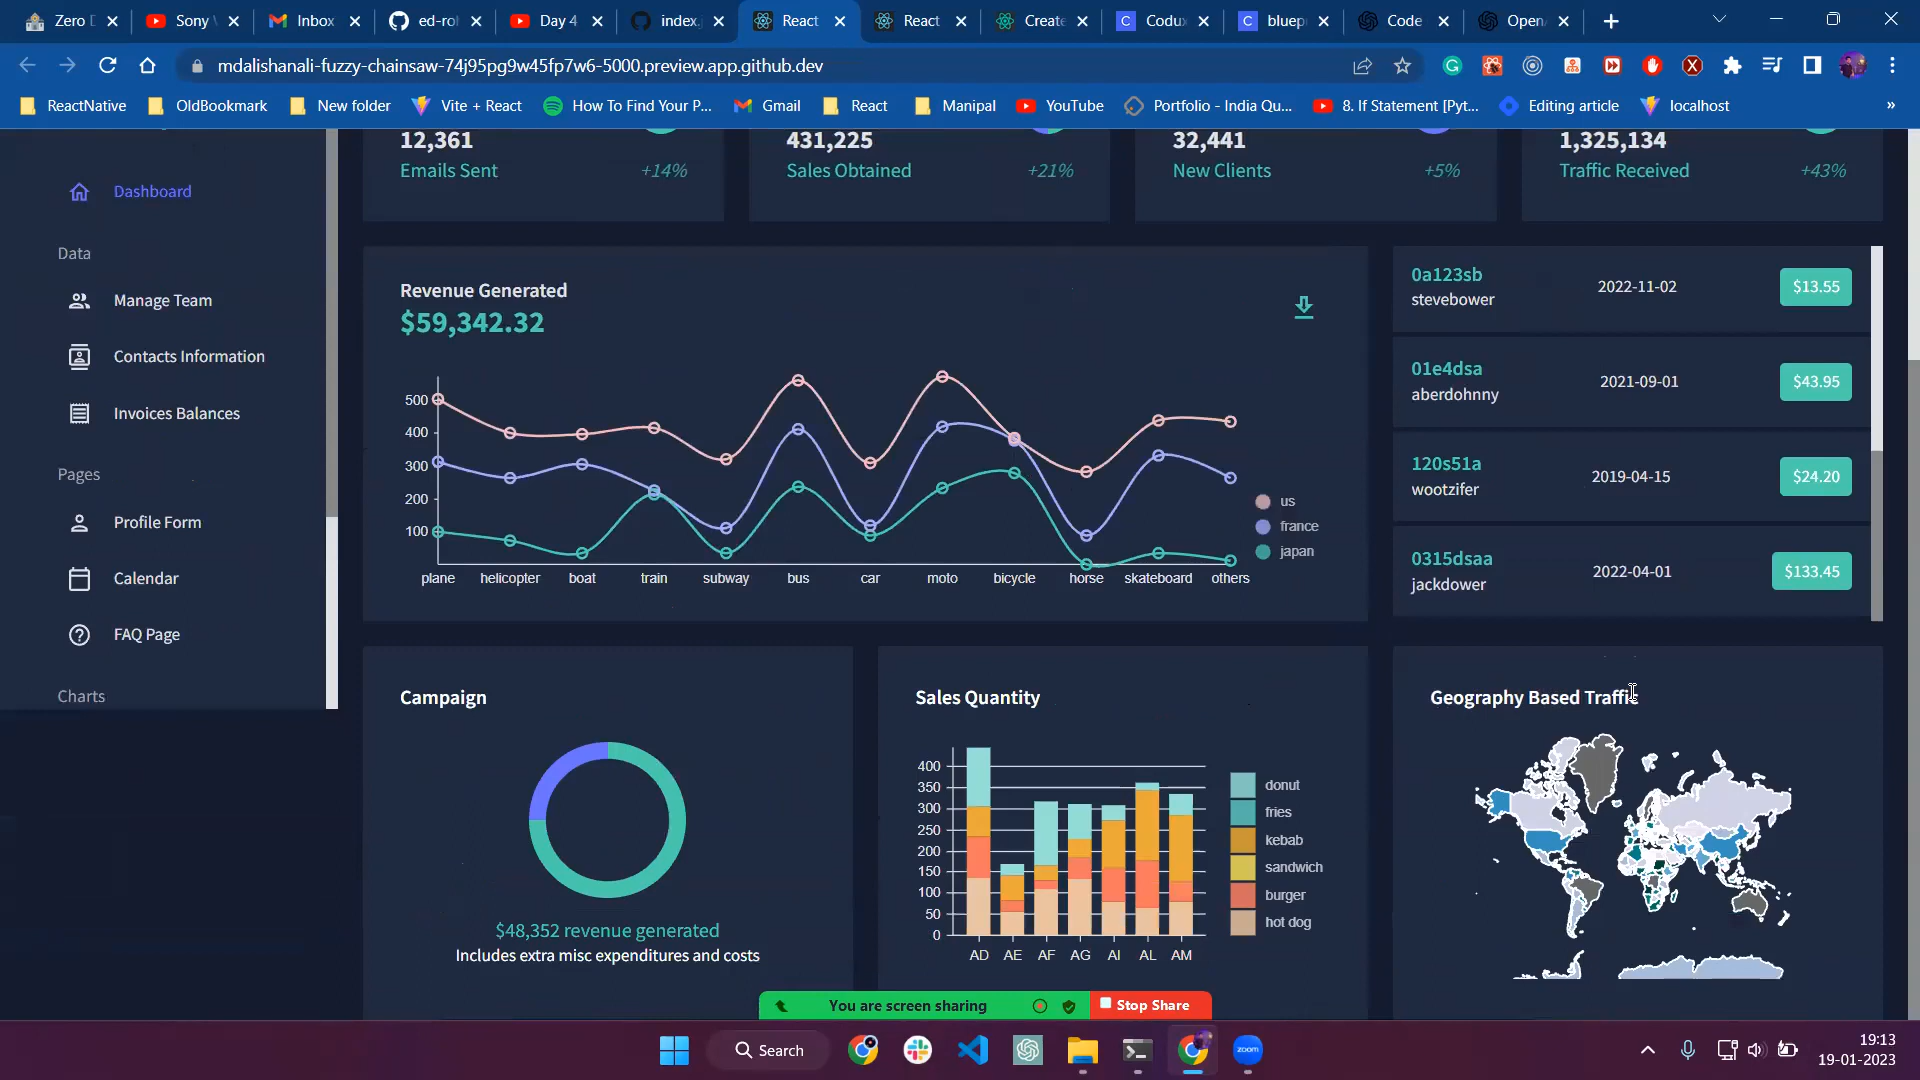 Zero D
Sony W
Inbox
ed-rol
Day 4
index.
React
React
Create
Codux
bluep
Code
Open
mdalishanali-fuzzy-chainsaw-74j95pg9w45fp7w6-5000.preview.app.github.dev
ReactNative
OldBookmark
New folder
Vite + React
How To Find Your P...
Gmail
React
Manipal
YouTube
Portfolio - India Qu...
8. If Statement [Pyt...
Editing article
localhost
»
Dashboard
Data
Manage Team
Contacts Information
Invoices Balances
Pages
Profile Form
Calendar
FAQ Page
Charts
12,361
Emails Sent
+14%
431,225
Sales Obtained
+21%
32,441
New Clients
+5%
1,325,134
Traffic Received
+43%
Revenue Generated
$59,342.32
500
400
300
200
100
plane helicopter boat train subway bus car moto bicycle horse skateboard others
us
france
japan
0a123sb
stevebower
2022-11-02
$13.55
01e4dsa
aberdohnny
2021-09-01
$43.95
120s51a
wootzifer
2019-04-15
$24.20
0315dsaa
jackdower
2022-04-01
$133.45
Campaign
$48,352 revenue generated
Includes extra misc expenditures and costs
Sales Quantity
400
350
300
250
200
150
100
50
0
AD AE AF AG AI AL AM
donut
fries
kebab
sandwich
burger
hot dog
Geography Based Traffic
You are screen sharing
Stop Share
Search
zoom
19:13
19-01-2023